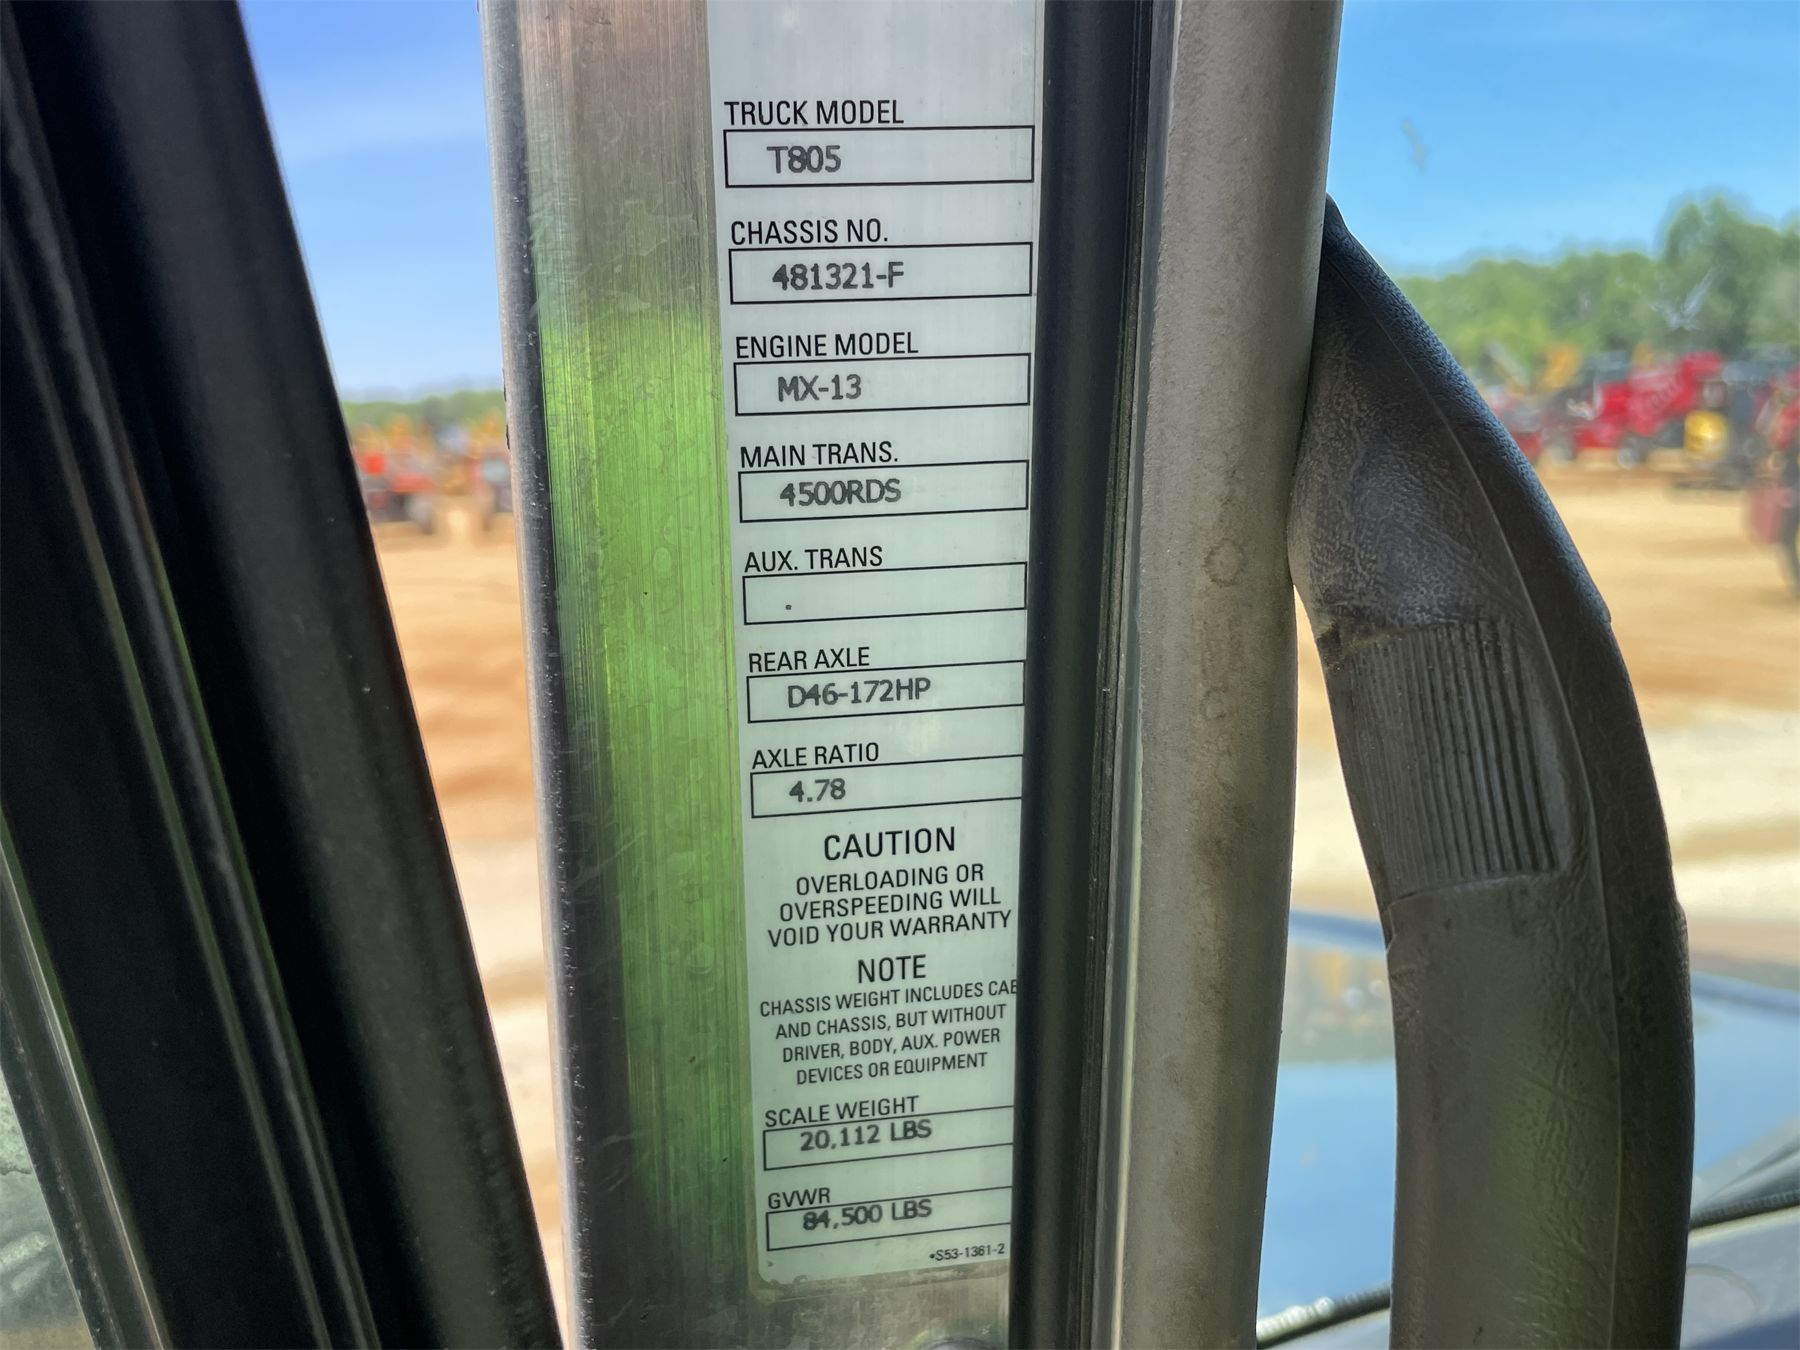 TRUCK MODEL
T805
CHASSIS NO.
481321-F
ENGINE MODEL
MX-13
MAIN TRANS.
4500RDS
AUX. TRANS
.
REAR AXLE
D46-172HP
AXLE RATIO
4.78
CAUTION
OVERLOADING OR
OVERSPEEDING WILL
VOID YOUR WARRANTY
NOTE
CHASSIS WEIGHT INCLUDES CAB
AND CHASSIS, BUT WITHOUT
DRIVER, BODY, AUX. POWER
DEVICES OR EQUIPMENT
SCALE WEIGHT
20,112 LBS
GVWR
84,500 LBS
•S53-1361-2